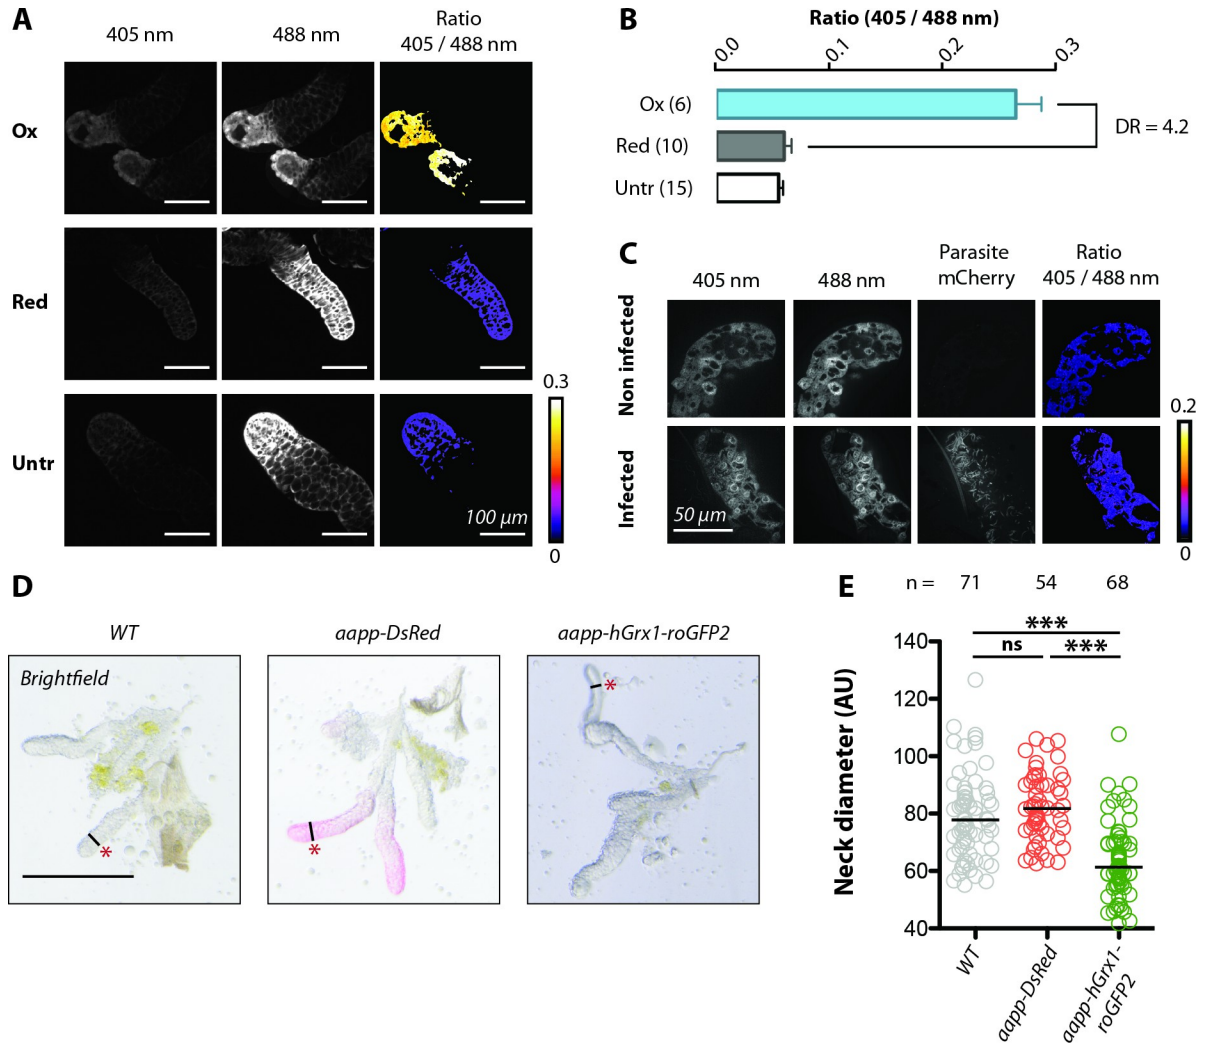 A
405 nm
488 nm
Ratio
405 / 488 nm
Ox
Red
Untr
100 µm
0.3
0
B
Ratio (405 / 488 nm)
0.0
0.1
0.2
0.3
Ox (6)
Red (10)
Untr (15)
DR = 4.2
C
405 nm
488 nm
Parasite
mCherry
Ratio
405 / 488 nm
Non infected
Infected
50 µm
0.2
0
D
WT
aapp-DsRed
aapp-hGrx1-roGFP2
Brightfield
*
*
*
E
n = 71 54 68
***
ns
***
Neck diameter (AU)
140
120
100
80
60
40
WT
aapp-DsRed
aapp-hGrx1-
roGFP2